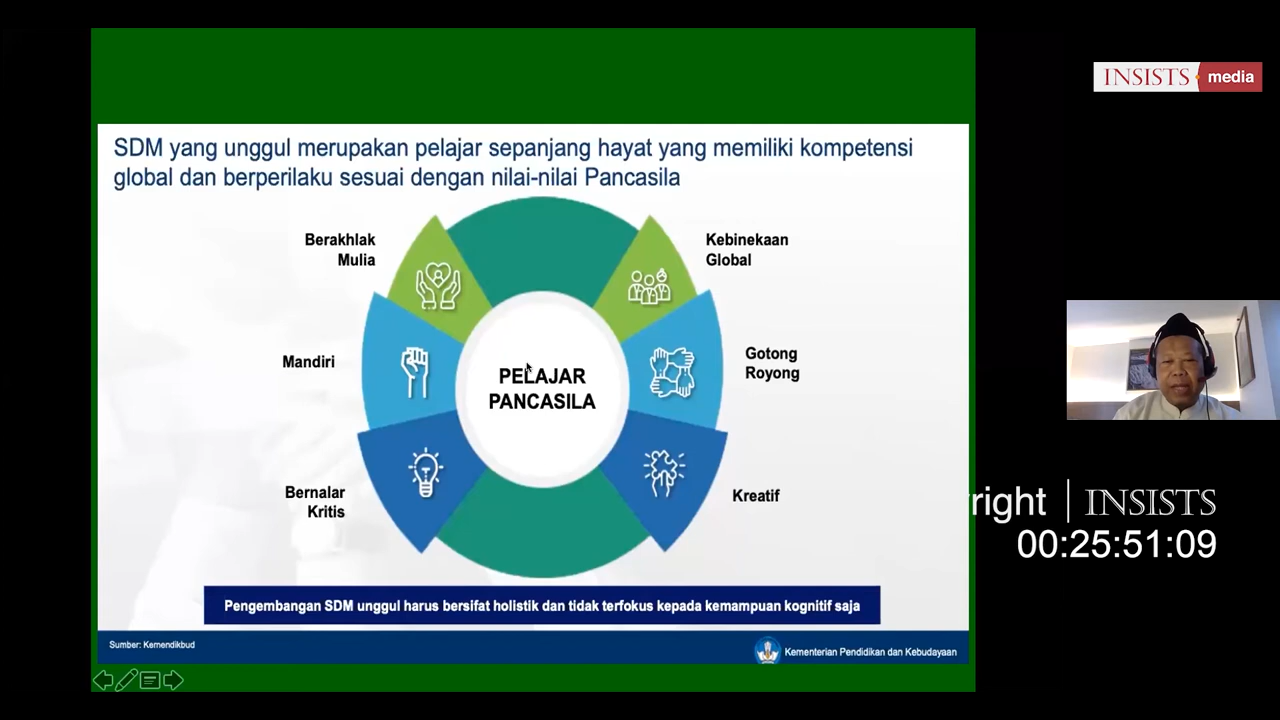 INSISTS media
SDM yang unggul merupakan pelajar sepanjang hayat yang memiliki kompetensi
global dan berperilaku sesuai dengan nilai-nilai Pancasila
Berakhlak
Mulia
Kebinekaan
Global
Mandiri
Gotong
Royong
PELAJAR
PANCASILA
Bernalar
Kritis
Kreatif
right | INSISTS
00:25:51:09
Pengembangan SDM unggul harus bersifat holistik dan tidak terfokus kepada kemampuan kognitif saja
Sumber: Kemendikbud
Kementerian Pendidikan dan Kebudayaan